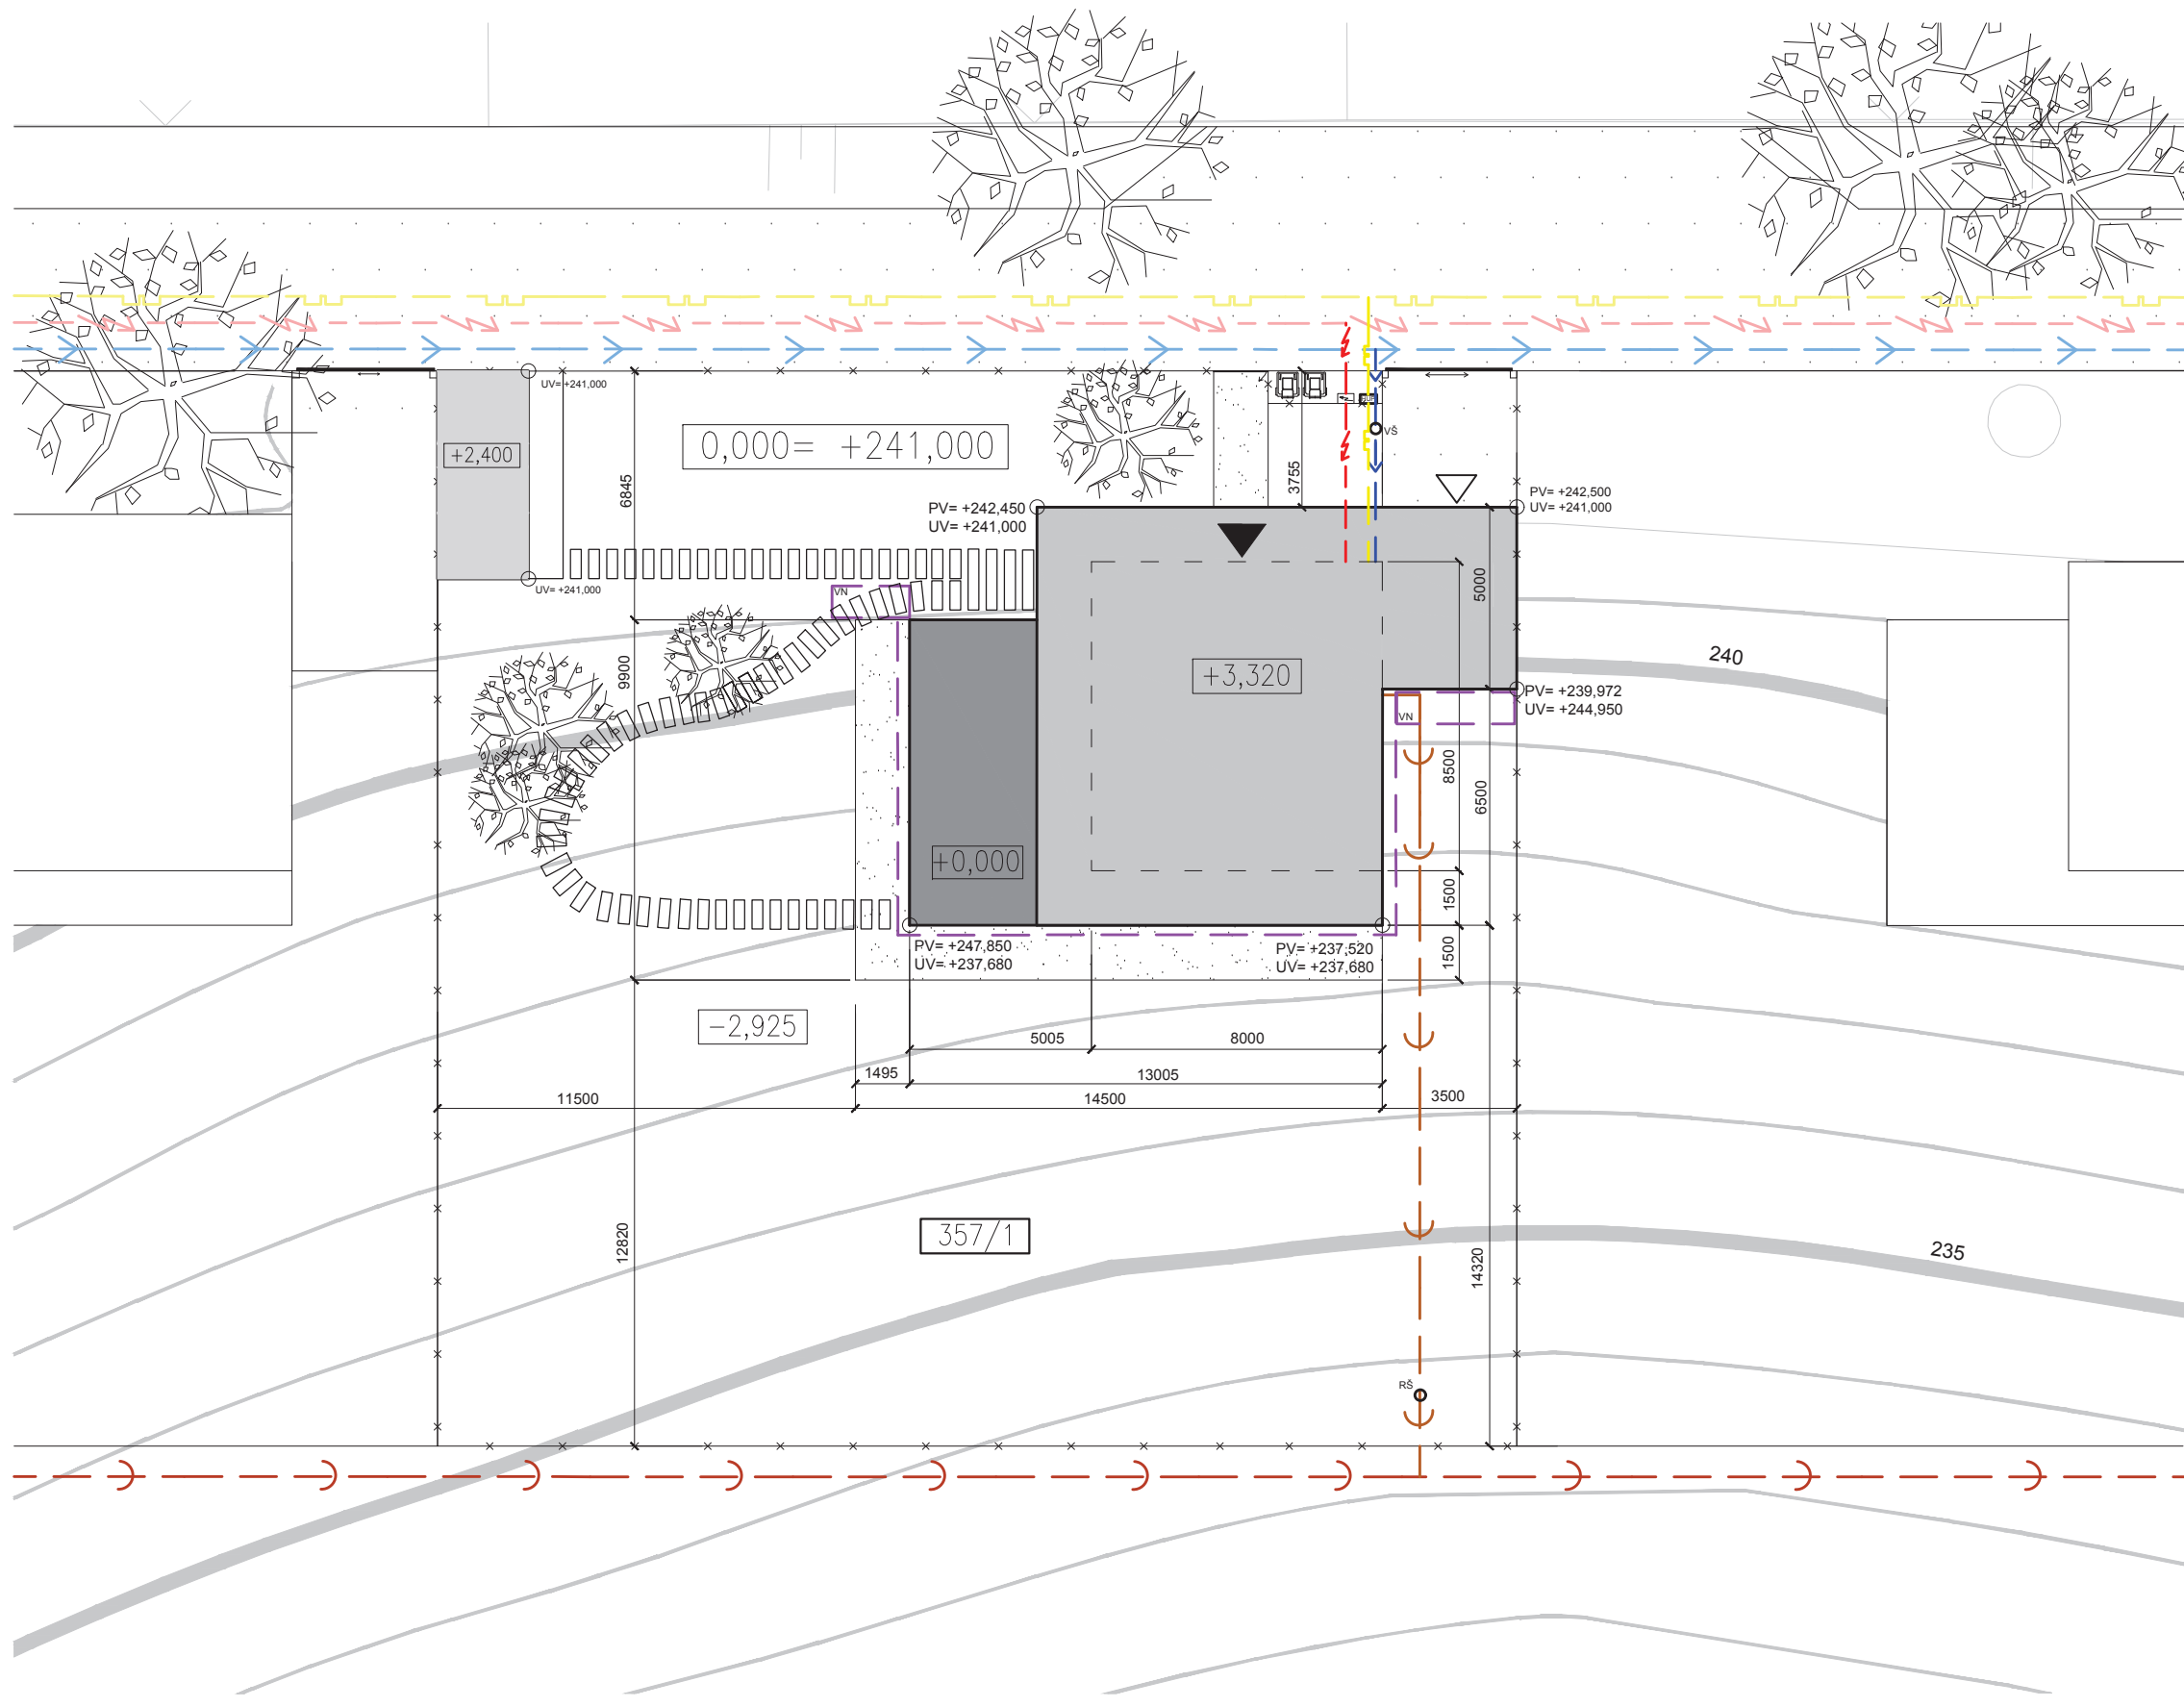 UV= +241,000
+2,400
0,000= +241,000
VŠ
3755
6845
PV= +242,450
UV= +241,000
PV= +242,500
UV= +241,000
UV= +241,000
VN
5000
9900
240
+3,320
PV= +239,972
UV= +244,950
VN
8500
6500
+0,000
1500
PV= +247,850
UV= +237,680
PV= +237,520
UV= +237,680
1500
-2,925
5005
8000
1495
13005
11500
14500
3500
357/1
12820
14320
235
RŠ